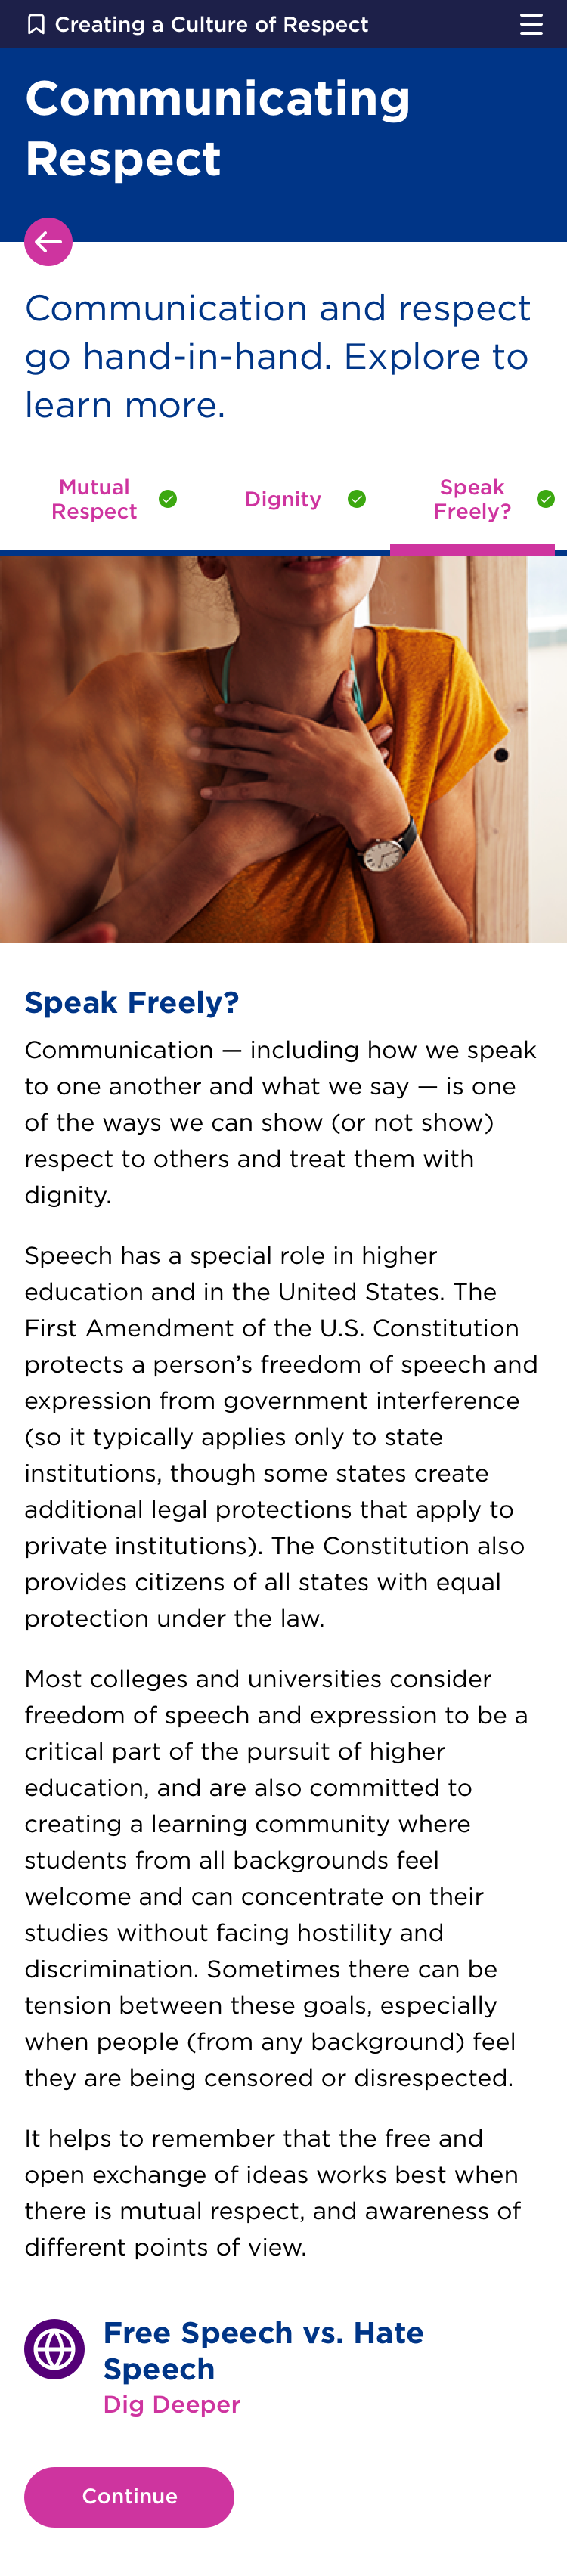 Creating a Culture of Respect
Communicating
Respect
Communication and respect
go hand-in-hand. Explore to
learn more.
Mutual
Respect
Dignity
Speak
Freely?
Speak Freely?
Communication — including how we speak
to one another and what we say — is one
of the ways we can show (or not show)
respect to others and treat them with
dignity.
Speech has a special role in higher
education and in the United States. The
First Amendment of the U.S. Constitution
protects a person’s freedom of speech and
expression from government interference
(so it typically applies only to state
institutions, though some states create
additional legal protections that apply to
private institutions). The Constitution also
provides citizens of all states with equal
protection under the law.
Most colleges and universities consider
freedom of speech and expression to be a
critical part of the pursuit of higher
education, and are also committed to
creating a learning community where
students from all backgrounds feel
welcome and can concentrate on their
studies without facing hostility and
discrimination. Sometimes there can be
tension between these goals, especially
when people (from any background) feel
they are being censored or disrespected.
It helps to remember that the free and
open exchange of ideas works best when
there is mutual respect, and awareness of
different points of view.
Free Speech vs. Hate
Speech
Dig Deeper
Continue